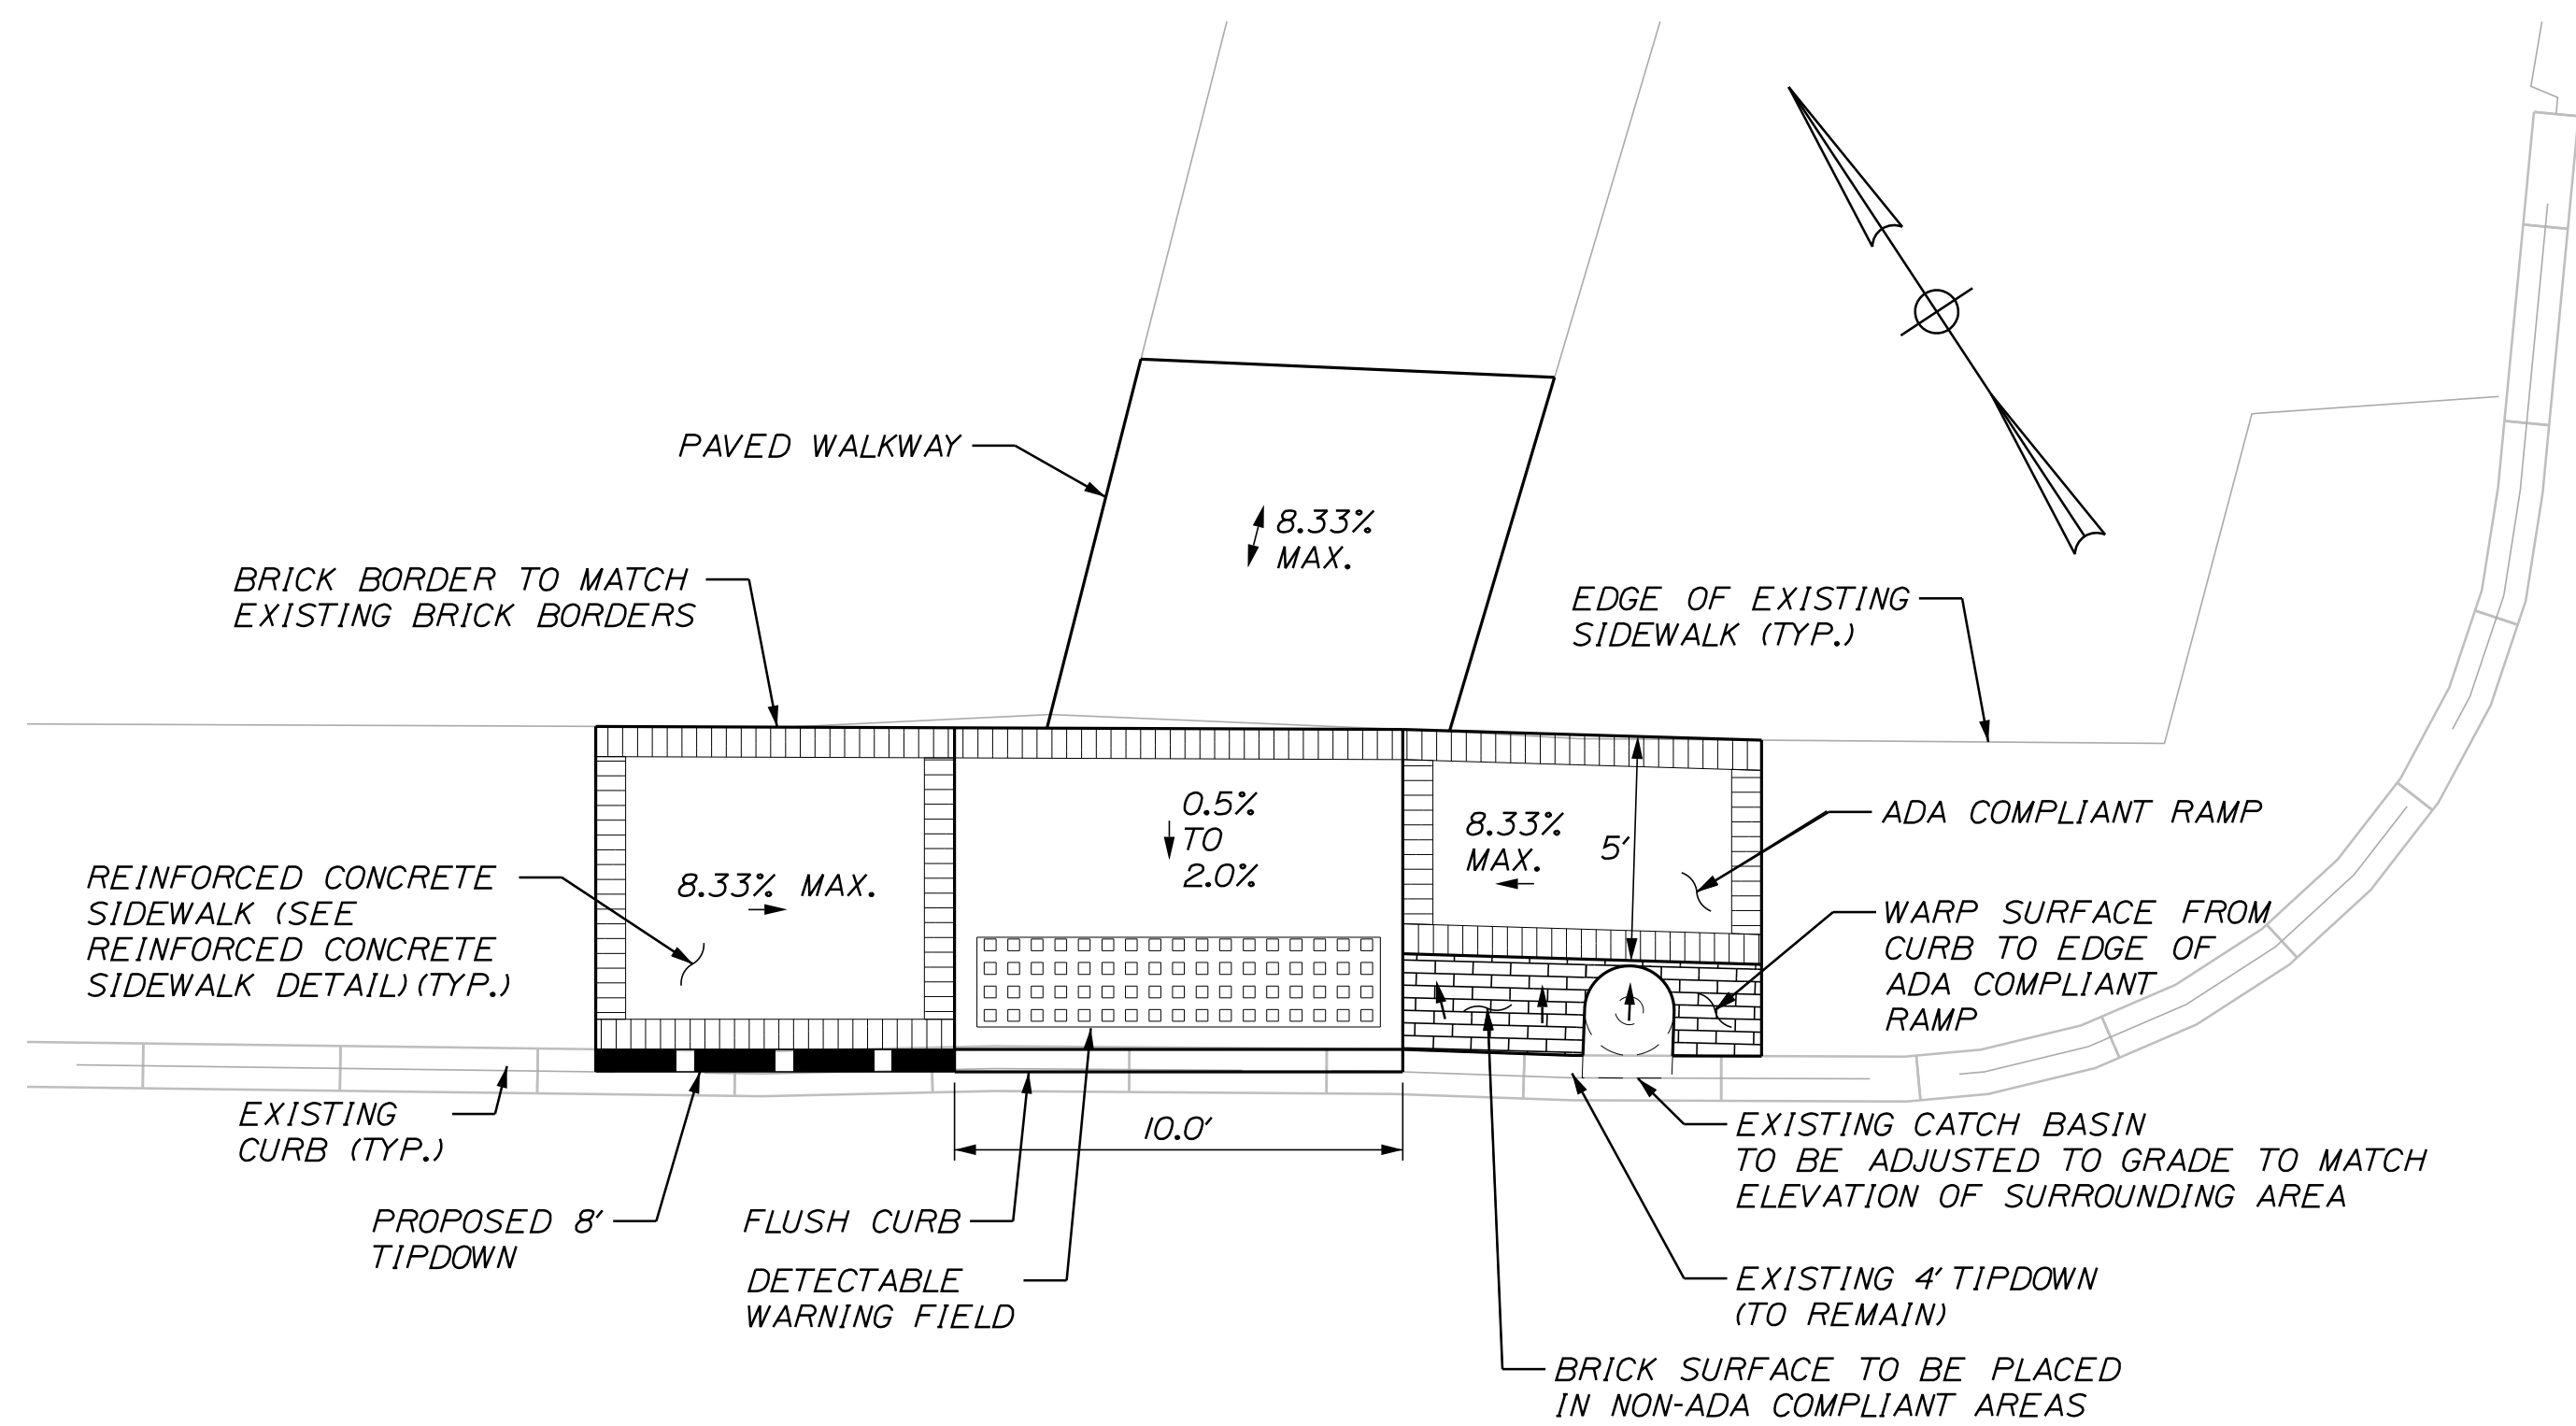 PAVED WALKWAY
8.33%
MAX.
BRICK BORDER TO MATCH
EXISTING BRICK BORDERS
EDGE OF EXISTING
SIDEWALK (TYP.)
REINFORCED CONCRETE
SIDEWALK (SEE
REINFORCED CONCRETE
SIDEWALK DETAIL)(TYP.)
8.33% MAX.
0.5%
TO
2.0%
8.33%
MAX.
5'
ADA COMPLIANT RAMP
WARP SURFACE FROM
CURB TO EDGE OF
ADA COMPLIANT
RAMP
EXISTING
CURB (TYP.)
10.0'
PROPOSED 8'
TIPDOWN
FLUSH CURB
DETECTABLE
WARNING FIELD
EXISTING CATCH BASIN
TO BE ADJUSTED TO GRADE TO MATCH
ELEVATION OF SURROUNDING AREA
EXISTING 4' TIPDOWN
(TO REMAIN)
BRICK SURFACE TO BE PLACED
IN NON-ADA COMPLIANT AREAS